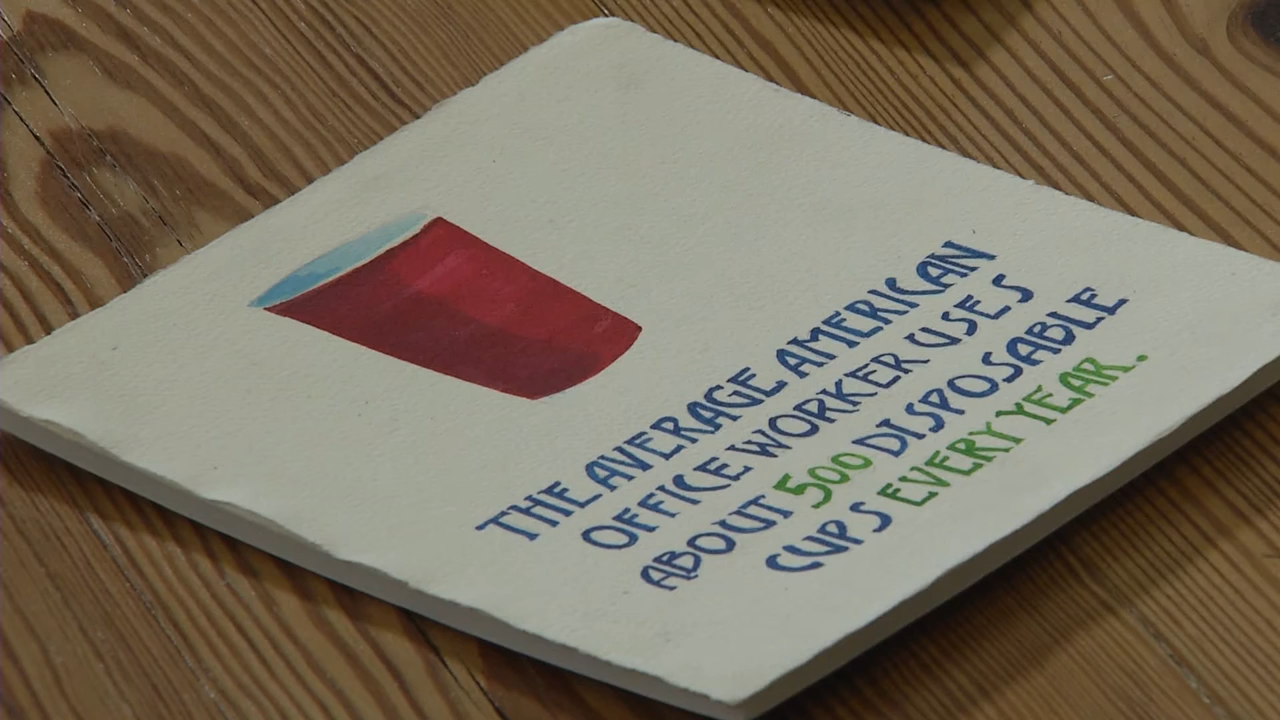 THE AVERAGE AMERICAN
OFFICE WORKER USES
ABOUT 500 DISPOSABLE
CUPS EVERY YEAR.